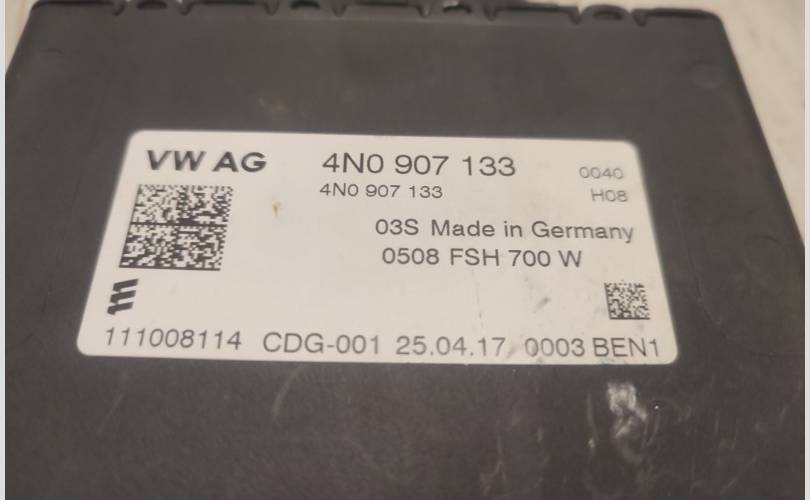 VW AG 4N0 907 133 0040
4N0 907 133 H08
03S Made in Germany
0508 FSH 700 W
111008114 CDG-001 25.04.17 0003 BEN1